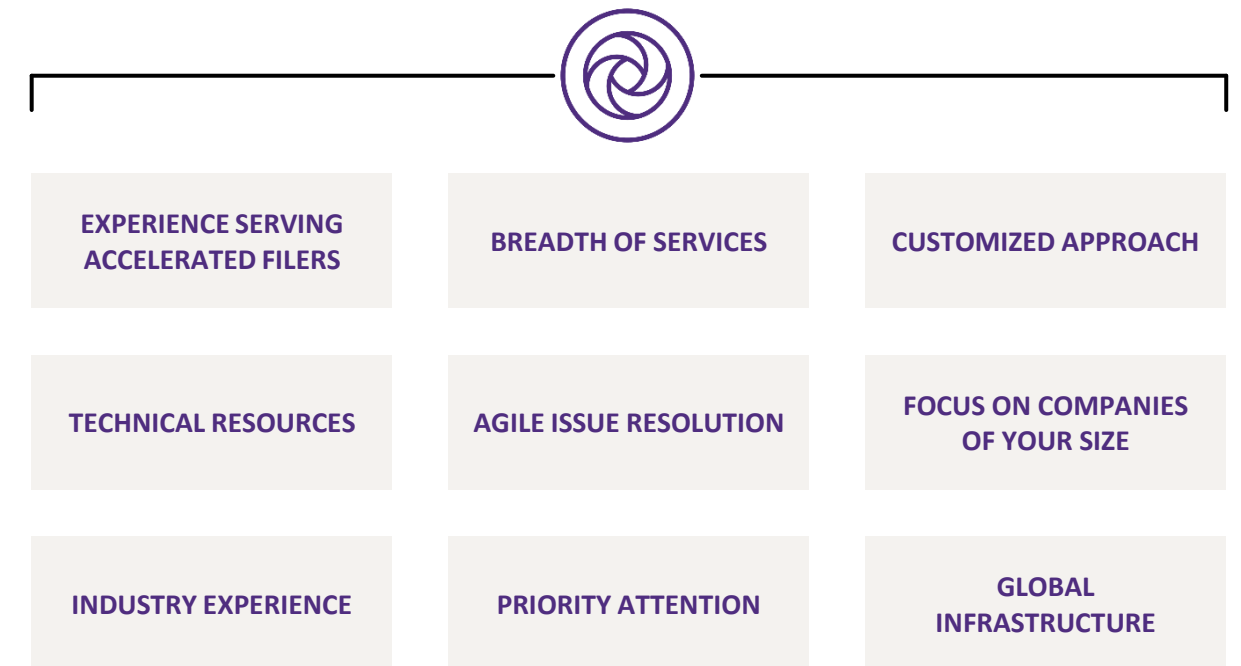 EXPERIENCE SERVING
ACCELERATED FILERS
BREADTH OF SERVICES
CUSTOMIZED APPROACH
TECHNICAL RESOURCES
AGILE ISSUE RESOLUTION
FOCUS ON COMPANIES
OF YOUR SIZE
INDUSTRY EXPERIENCE
PRIORITY ATTENTION
GLOBAL
INFRASTRUCTURE